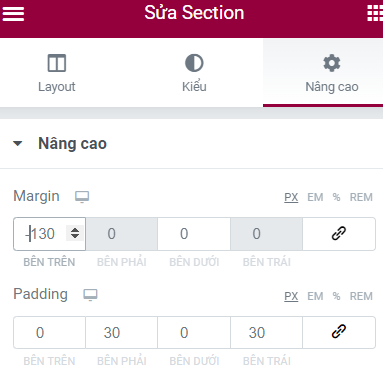 Sửa Section
Layout
Kiểu
Nâng cao
Nâng cao
Margin PX EM % REM
-130 0 0 0
BÊN TRÊN BÊN PHẢI BÊN DƯỚI BÊN TRÁI
Padding PX EM % REM
0 30 0 30
BÊN TRÊN BÊN PHẢI BÊN DƯỚI BÊN TRÁI